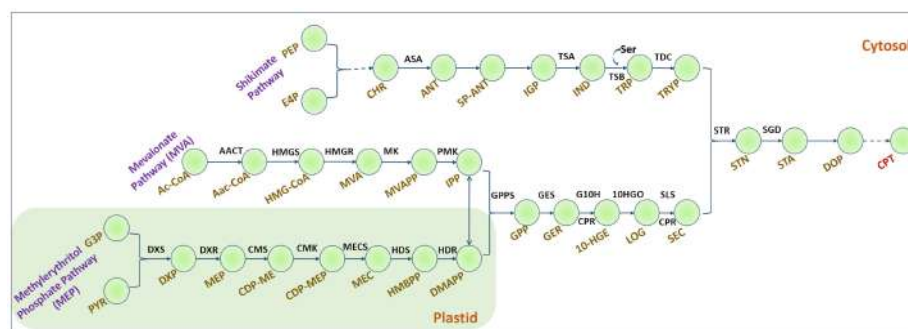 Cytosol
Shikimate
Pathway
PEP
E4P
CHR
ASA
ANT
5P-ANT
IGP
TSA
IND
Ser
TSB
TRP
TDC
TRYP
STR
STN
SGD
STA
DOP
CPT
Mevalonate
Pathway (MVA)
Ac-CoA
AACT
Aac-CoA
HMGS
HMG-CoA
HMGR
MVA
MK
MVAPP
PMK
IPP
GPPS
GPP
GES
GER
G10H
CPR
10-HGE
10HGO
LOG
SLS
CPR
SEC
Methylerythritol
Phosphate Pathway
(MEP)
G3P
PYR
DXS
DXP
DXR
MEP
CMS
CDP-ME
CMK
CDP-MEP
MECS
MEC
HDS
HMBPP
HDR
DMAPP
Plastid